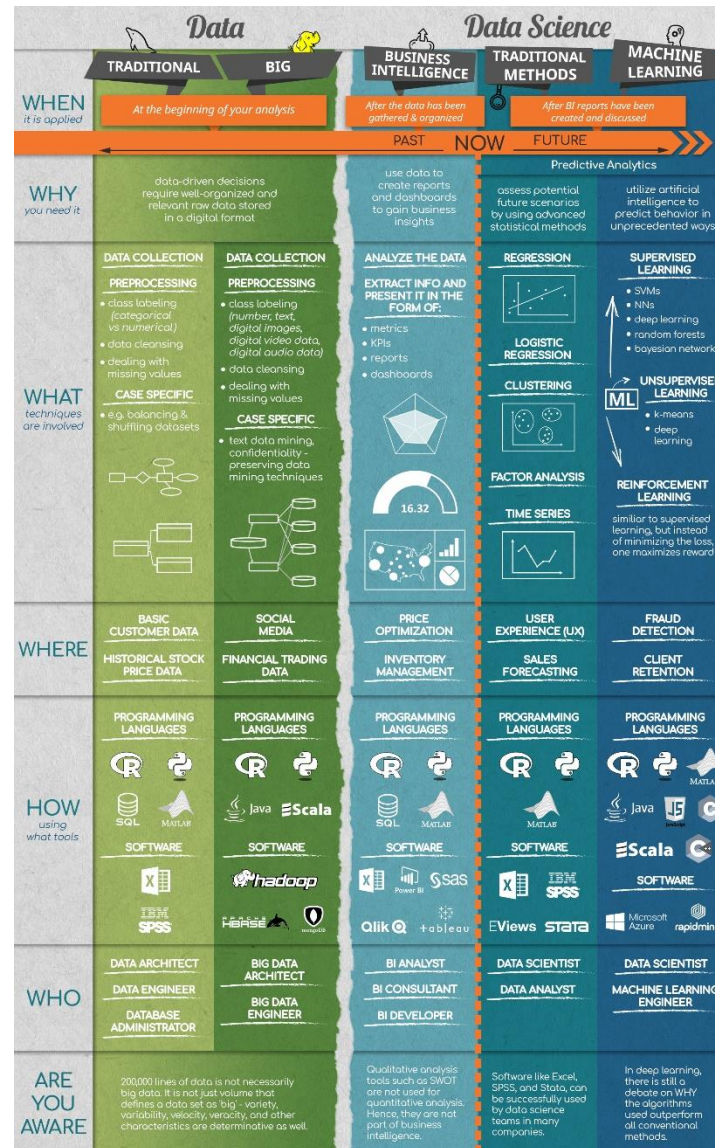 Data
Data Science
TRADITIONAL
BIG
BUSINESS
INTELLIGENCE
TRADITIONAL
METHODS
MACHINE
LEARNING
WHEN
it is applied
At the beginning of your analysis
After the data has been
gathered & organized
After BI reports have been
created and discussed
PAST
NOW
FUTURE
WHY
you need it
data-driven decisions
require well-organized and
relevant raw data stored
in a digital format
use data to
create reports
and dashboards
to gain business
insights
Predictive Analytics
assess potential
future scenarios
by using advanced
statistical methods
utilize artificial
intelligence to
predict behavior in
unprecedented ways
WHAT
techniques
are involved
DATA COLLECTION
PREPROCESSING
• class labeling
(categorical
vs numerical)
• data cleansing
• dealing with
missing values
CASE SPECIFIC
• e.g. balancing &
shuffling datasets
DATA COLLECTION
PREPROCESSING
• class labeling
(number, text,
digital images,
digital video data,
digital audio data)
• data cleansing
• dealing with
missing values
CASE SPECIFIC
• text data mining,
confidentiality -
preserving data
mining techniques
ANALYZE THE DATA
EXTRACT INFO AND
PRESENT IT IN THE
FORM OF:
• metrics
• KPIs
• reports
• dashboards
16.32
REGRESSION
LOGISTIC
REGRESSION
CLUSTERING
FACTOR ANALYSIS
TIME SERIES
SUPERVISED
LEARNING
• SVMs
• NNs
• deep learning
• random forests
• bayesian network
ML
UNSUPERVISE
LEARNING
• k-means
• deep
learning
REINFORCEMENT
LEARNING
similiar to supervised
learning, but instead
of minimizing the loss,
one maximizes reward
WHERE
BASIC
CUSTOMER DATA
HISTORICAL STOCK
PRICE DATA
SOCIAL
MEDIA
FINANCIAL TRADING
DATA
PRICE
OPTIMIZATION
INVENTORY
MANAGEMENT
USER
EXPERIENCE (UX)
SALES
FORECASTING
FRAUD
DETECTION
CLIENT
RETENTION
HOW
using
what tools
PROGRAMMING
LANGUAGES
R
SQL
MATLAB
SOFTWARE
X
IBM
SPSS
PROGRAMMING
LANGUAGES
R
Java
Scala
SOFTWARE
hadoop
APACHE
HBASE
mongoDB
PROGRAMMING
LANGUAGES
R
SQL
MATLAB
SOFTWARE
X
Power BI
sas
Qlik
+ableau
PROGRAMMING
LANGUAGES
R
MATLAB
SOFTWARE
X
IBM
SPSS
EViews
STATA
PROGRAMMING
LANGUAGES
R
MATLA
Java
JS
JavaScript
C
Scala
C
SOFTWARE
Microsoft
Azure
rapidmin
WHO
DATA ARCHITECT
DATA ENGINEER
DATABASE
ADMINISTRATOR
BIG DATA
ARCHITECT
BIG DATA
ENGINEER
BI ANALYST
BI CONSULTANT
BI DEVELOPER
DATA SCIENTIST
DATA ANALYST
DATA SCIENTIST
MACHINE LEARNING
ENGINEER
ARE
YOU
AWARE
200,000 lines of data is not necessarily
big data. It is not just volume that
defines a data set as 'big' - variety,
variability, velocity, veracity, and other
characteristics are determinative as well.
Qualitative analysis
tools such as SWOT
are not used for
quantitative analysis.
Hence, they are not
part of business
intelligence.
Software like Excel,
SPSS, and Stata, can
be successfully used
by data science
teams in many
companies.
In deep learning,
there is still a
debate on WHY
the algorithms
used outperform
all conventional
methods.